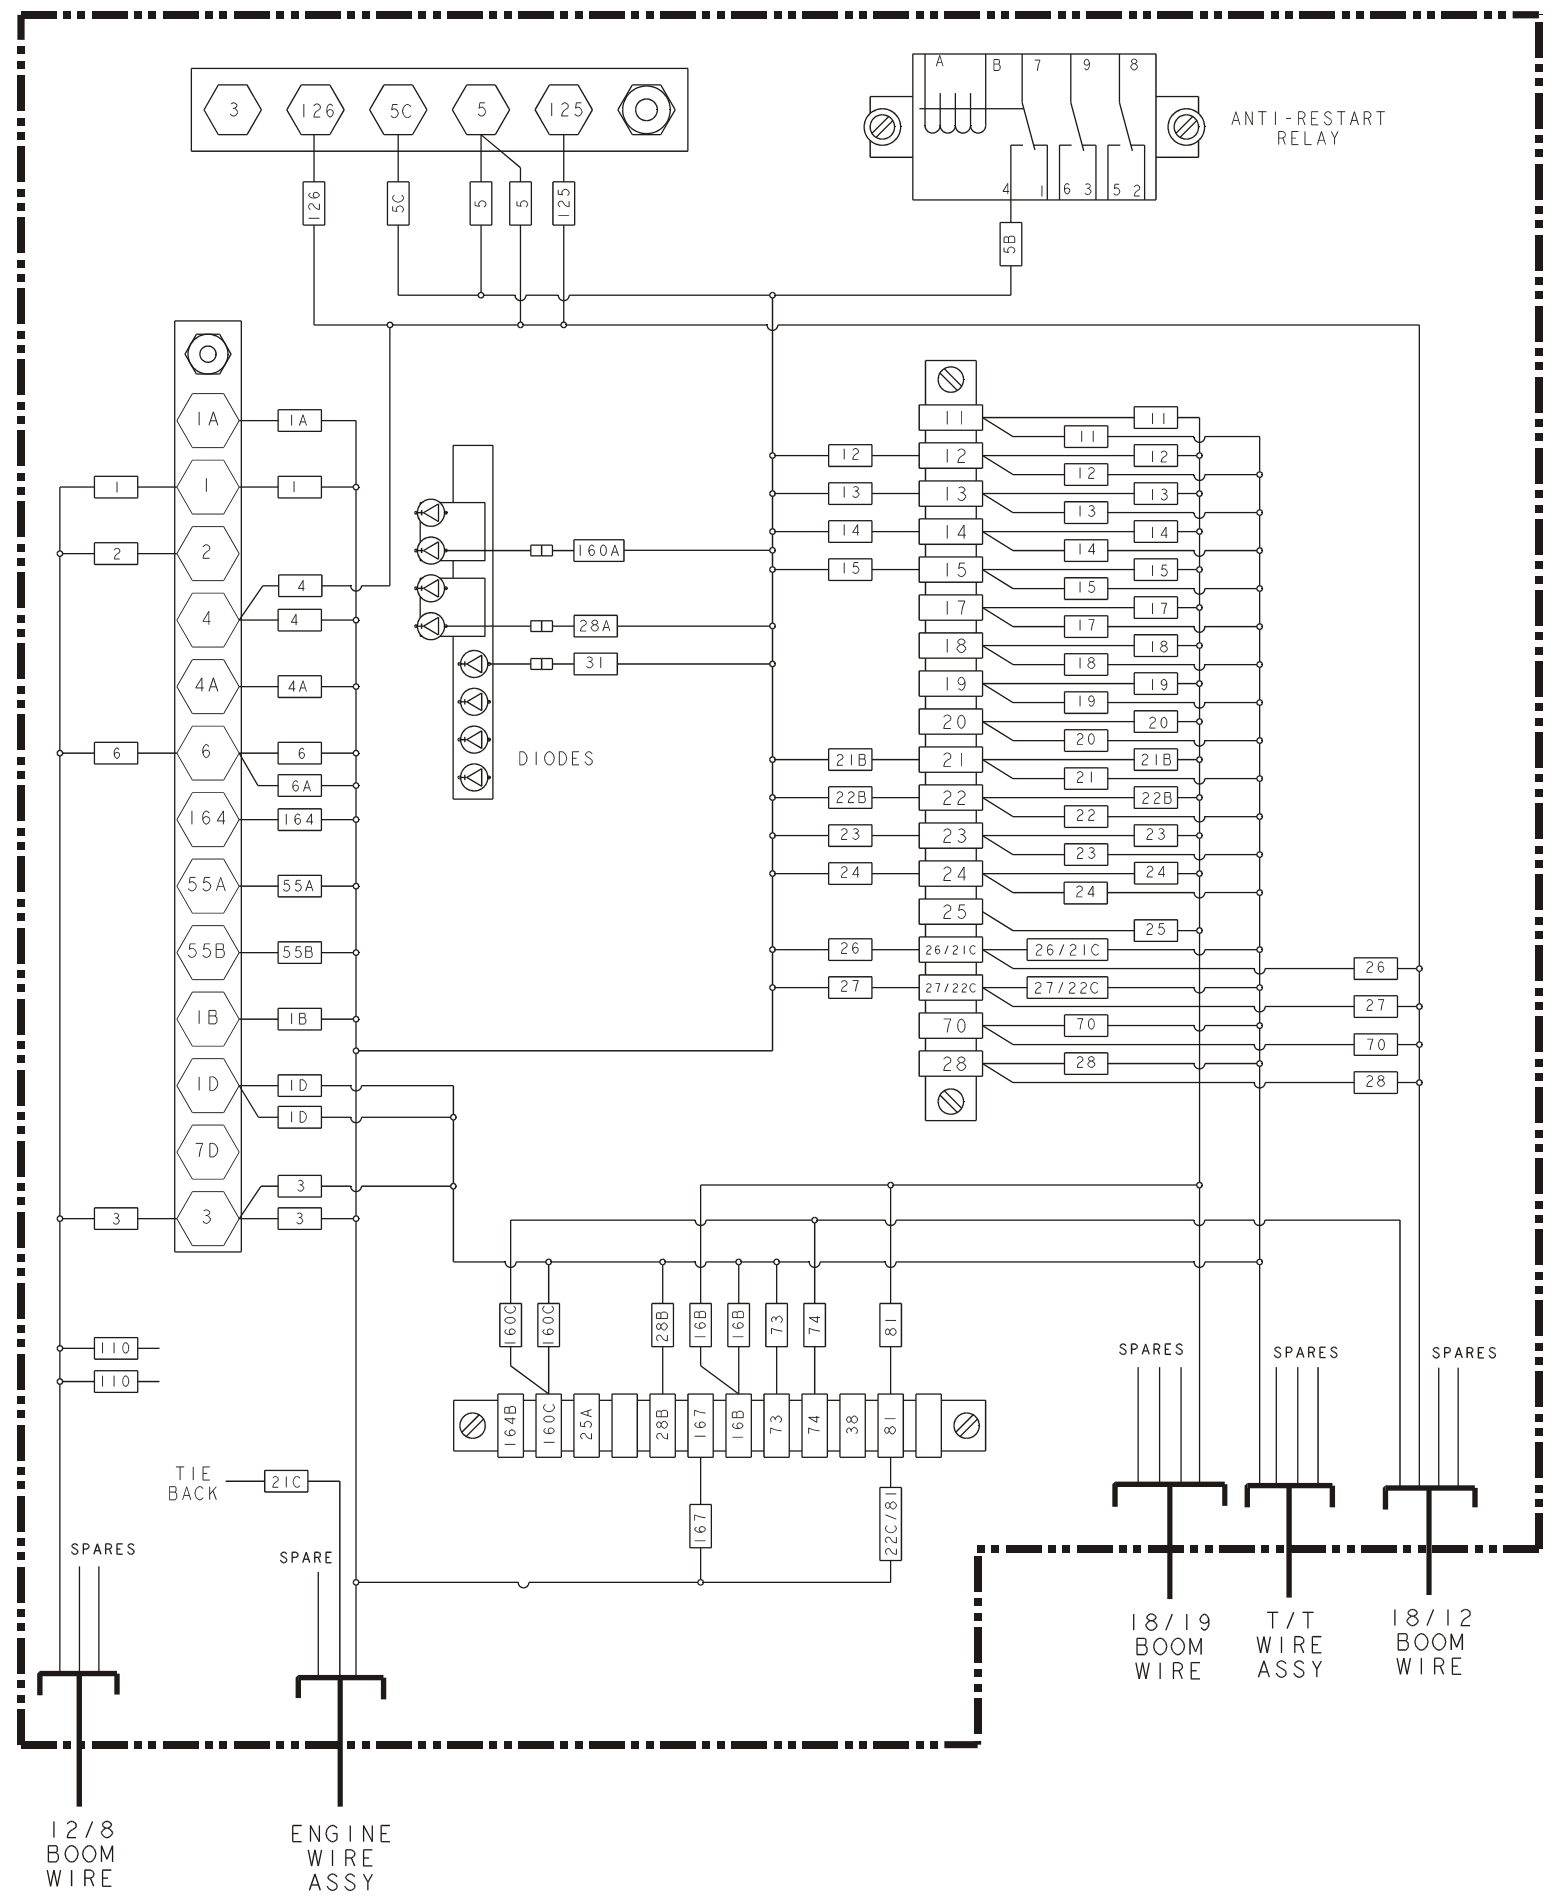 3 126 5C 5 125
126 5C 5 5 125
A B 7 9 8
4 1 6 3 5 2
ANTI-RESTART
RELAY
5B
1A 1A
1 1 1
2 2
4
4 4
4A 4A
6 6 6
6A
164 164
55A 55A
55B 55B
1B 1B
1D 1D
1D
7D
3
3 3 3
110
110
160A
28A
31
DIODES
11 11
11
12 12 12
12
13 13 13
13
14 14 14
14
15 15 15
15
17 17
17
18 18
18
19 19
19
20 20
20
21B 21 21B
21
22B 22 22B
22
23 23 23
23
24 24 24
24
25
25
26 26/21C 26/21C
26
27 27/22C 27/22C
27
70 70
70
28 28
28
160C 160C 28B 16B 16B 73 74 81
164B 160C 25A 28B 167 16B 73 74 38 81
167 22C/81
TIE
BACK
21C
SPARES
SPARE
SPARES
SPARES
SPARES
12/8
BOOM
WIRE
ENGINE
WIRE
ASSY
18/19
BOOM
WIRE
T/T
WIRE
ASSY
18/12
BOOM
WIRE